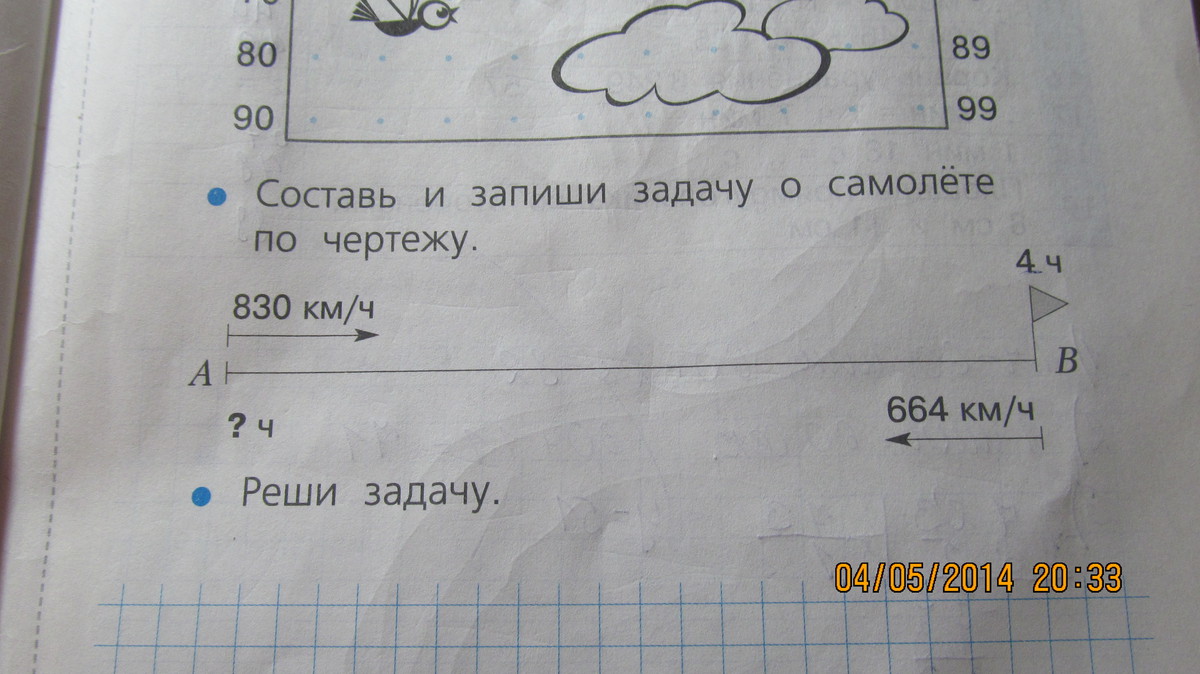 80
89
90
99
Составь и запиши задачу о самолёте
по чертежу.
4 ч
830 км/ч
A
B
? ч
664 км/ч
Реши задачу.
04/05/2014 20:33